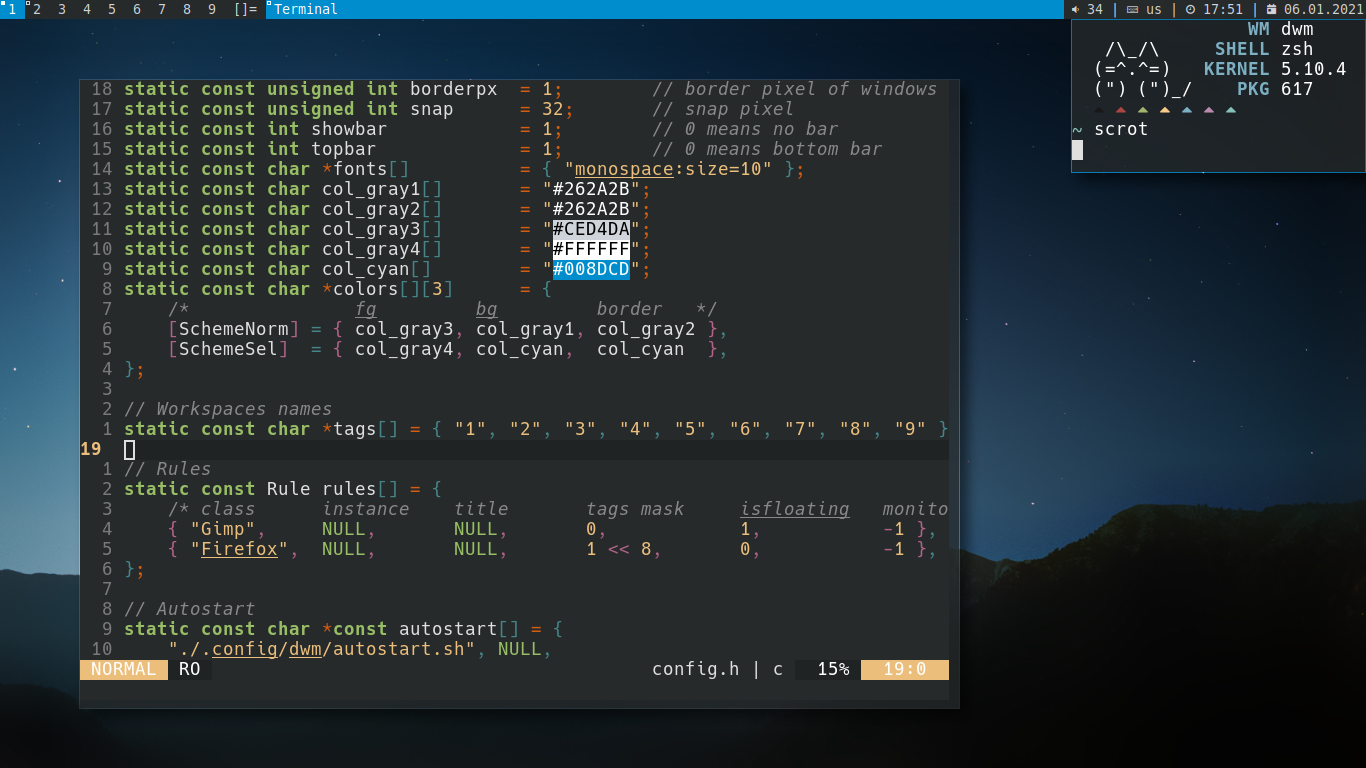 1 2 3 4 5 6 7 8 9 []= Terminal 34 | us | 17:51 | 06.01.2021
WM dwm
/\_/\ SHELL zsh
(=^.^=) KERNEL 5.10.4
(") (")_/ PKG 617
~ scrot
18 static const unsigned int borderpx = 1; // border pixel of windows
17 static const unsigned int snap = 32; // snap pixel
16 static const int showbar = 1; // 0 means no bar
15 static const int topbar = 1; // 0 means bottom bar
14 static const char *fonts[] = { "monospace:size=10" };
13 static const char col_gray1[] = "#262A2B";
12 static const char col_gray2[] = "#262A2B";
11 static const char col_gray3[] = "#CED4DA";
10 static const char col_gray4[] = "#FFFFFF";
9 static const char col_cyan[] = "#008DCD";
8 static const char *colors[][3] = {
7 /* fg bg border */
6 [SchemeNorm] = { col_gray3, col_gray1, col_gray2 },
5 [SchemeSel] = { col_gray4, col_cyan, col_cyan },
4 };
3
2 // Workspaces names
1 static const char *tags[] = { "1", "2", "3", "4", "5", "6", "7", "8", "9" }
19
1 // Rules
2 static const Rule rules[] = {
3 /* class instance title tags mask isfloating monito
4 { "Gimp", NULL, NULL, 0, 1, -1 },
5 { "Firefox", NULL, NULL, 1 << 8, 0, -1 },
6 };
7
8 // Autostart
9 static const char *const autostart[] = {
10 "./.config/dwm/autostart.sh", NULL,
NORMAL RO config.h | c 15% 19:0